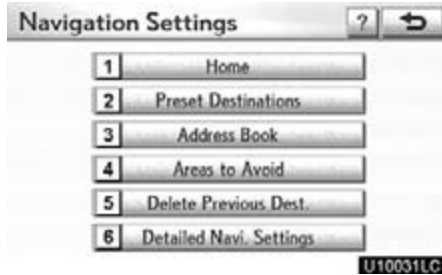 Navigation Settings ?
1 Home
2 Preset Destinations
3 Address Book
4 Areas to Avoid
5 Delete Previous Dest.
6 Detailed Navi. Settings
U10031LC